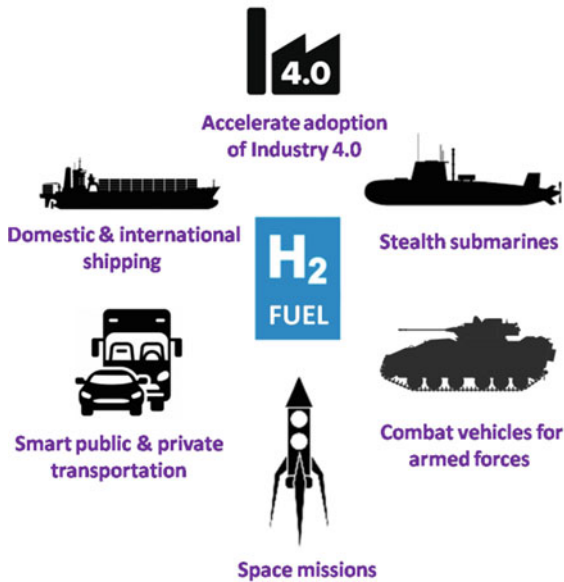 4.0
Accelerate adoption
of Industry 4.0
Domestic & international
shipping
Stealth submarines
H₂
FUEL
Smart public & private
transportation
Combat vehicles for
armed forces
Space missions